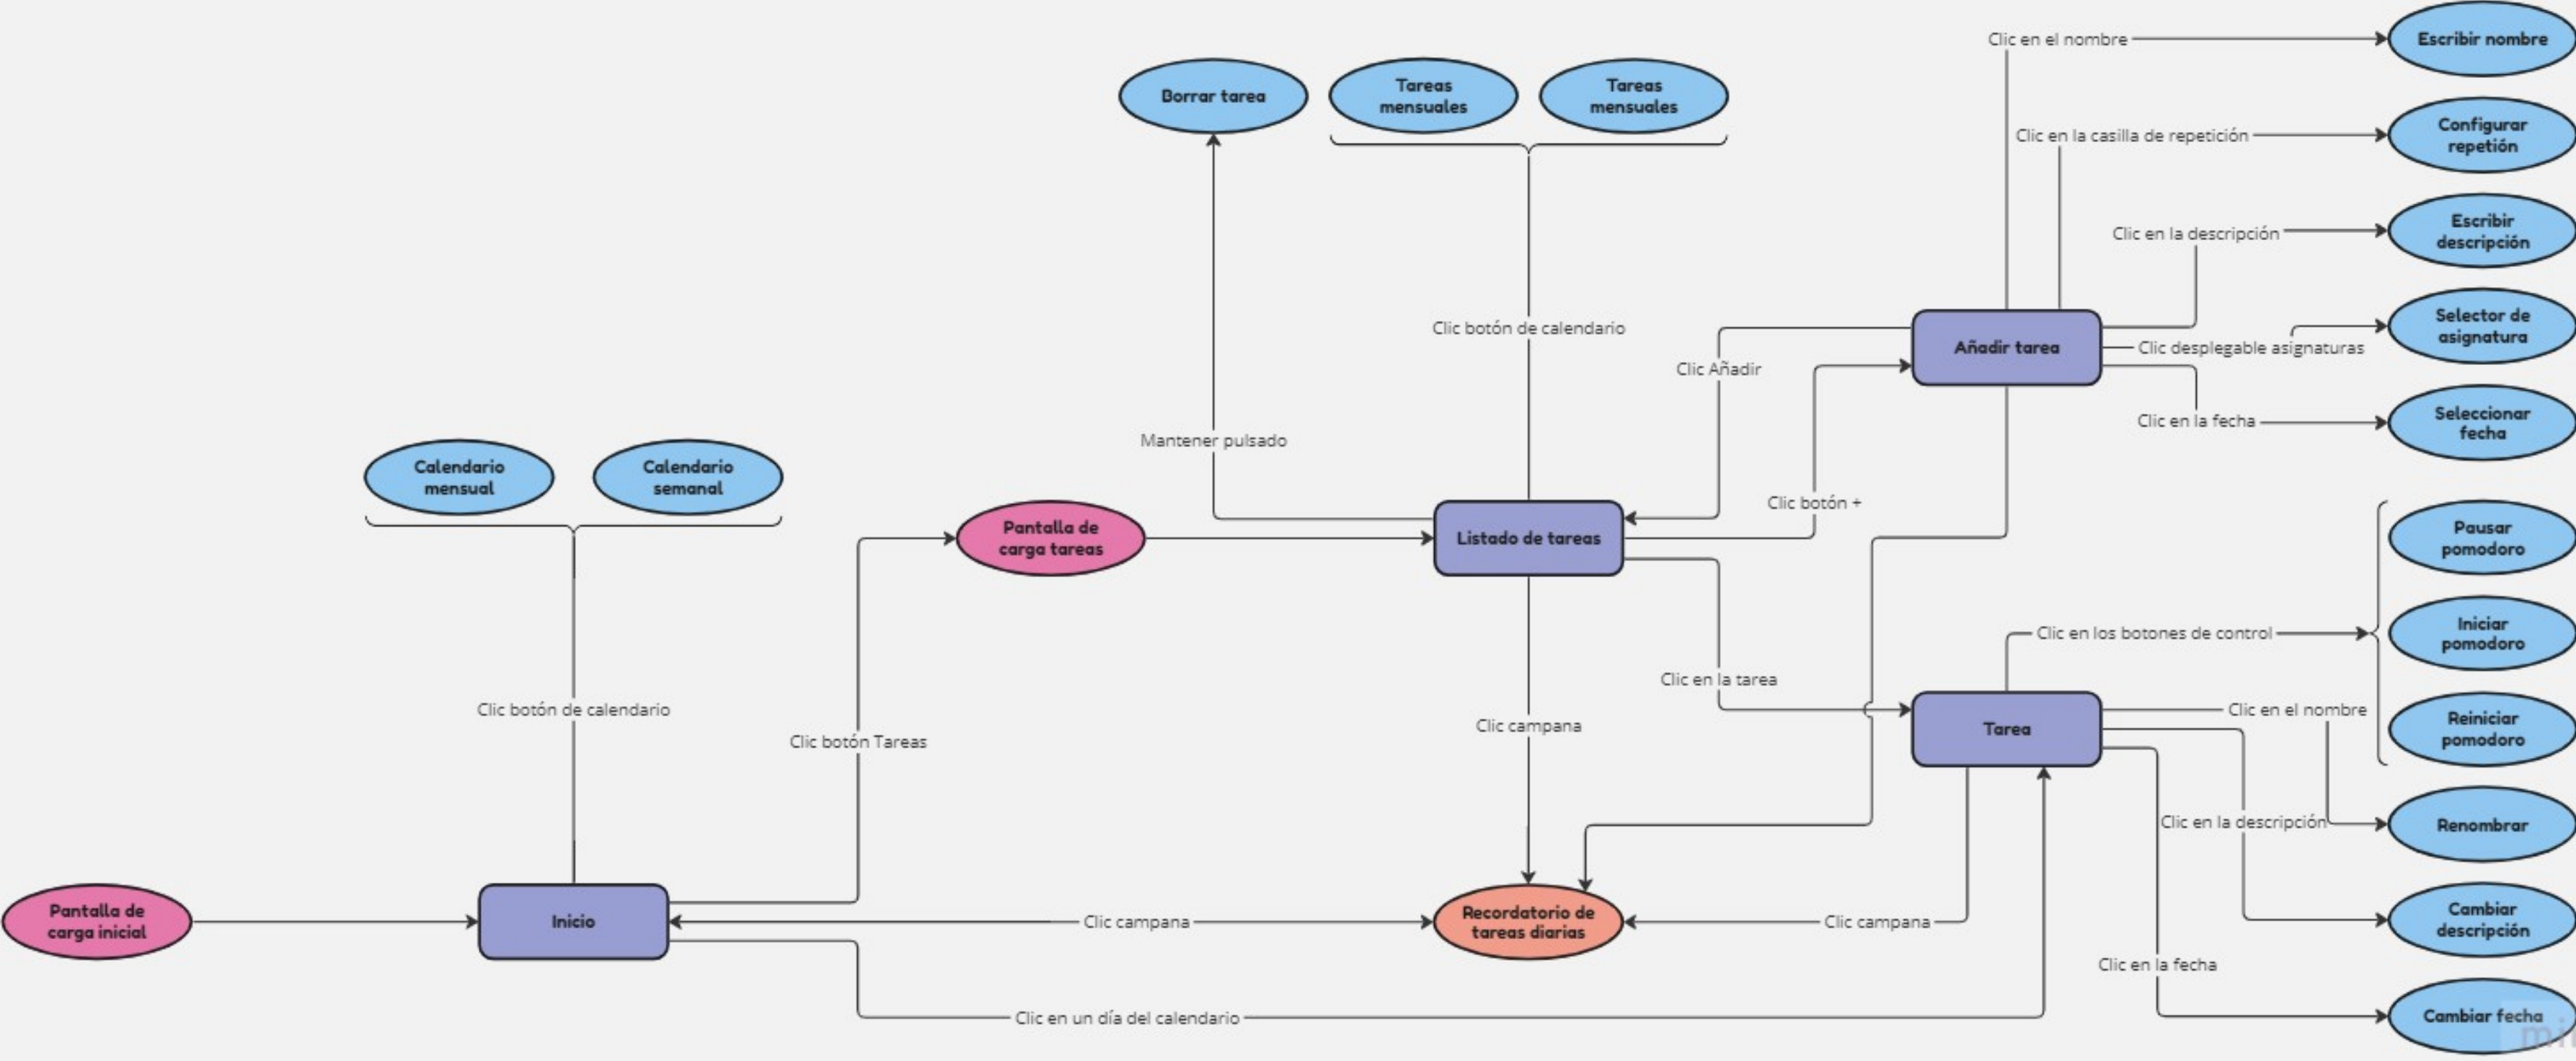 Clic en el nombre
Escribir nombre
Borrar tarea
Tareas
mensuales
Tareas
mensuales
Clic en la casilla de repetición
Configurar
repetión
Clic en la descripción
Escribir
descripción
Clic botón de calendario
Clic Añadir
Añadir tarea
Clic desplegable asignaturas
Selector de
asignatura
Clic en la fecha
Seleccionar
fecha
Mantener pulsado
Calendario
mensual
Calendario
semanal
Clic botón +
Pantalla de
carga tareas
Listado de tareas
Pausar
pomodoro
Clic en los botones de control
Iniciar
pomodoro
Clic en la tarea
Clic botón de calendario
Clic botón Tareas
Clic campana
Tarea
Clic en el nombre
Reiniciar
pomodoro
Clic en la descripción
Renombrar
Pantalla de
carga inicial
Inicio
Clic campana
Recordatorio de
tareas diarias
Clic campana
Cambiar
descripción
Clic en la fecha
Clic en un día del calendario
Cambiar fecha